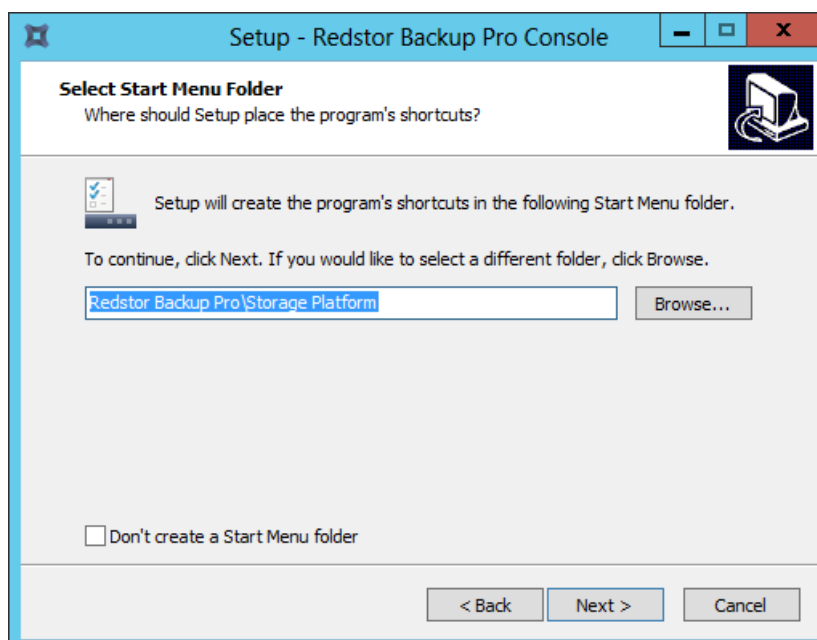 Setup - Redstor Backup Pro Console
Select Start Menu Folder
Where should Setup place the program's shortcuts?
Setup will create the program's shortcuts in the following Start Menu folder.
To continue, click Next. If you would like to select a different folder, click Browse.
Redstor Backup Pro\Storage Platform
Browse...
Don't create a Start Menu folder
< Back
Next >
Cancel